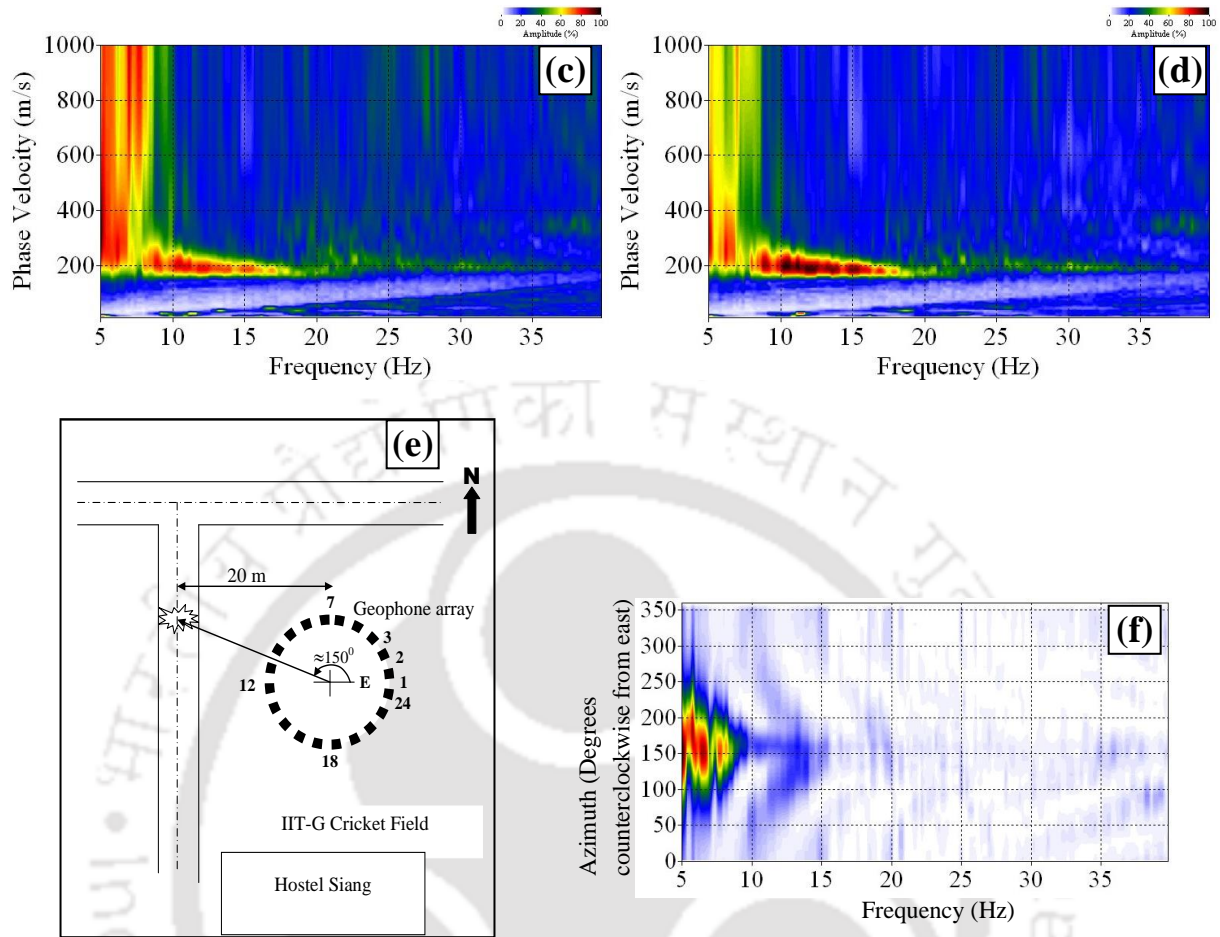 0 20 40 60 80 100
Amplitude (%)
(c)
1000
800
600
400
200
Phase Velocity (m/s)
5 10 15 20 25 30 35
Frequency (Hz)
0 20 40 60 80 100
Amplitude (%)
(d)
1000
800
600
400
200
Phase Velocity (m/s)
5 10 15 20 25 30 35
Frequency (Hz)
(e)
N
20 m
7
Geophone array
3
≈150⁰
2
12
E
1
24
18
IIT-G Cricket Field
Hostel Siang
(f)
350
300
250
200
150
100
50
0
Azimuth (Degrees
counterclockwise from east)
5 10 15 20 25 30 35
Frequency (Hz)